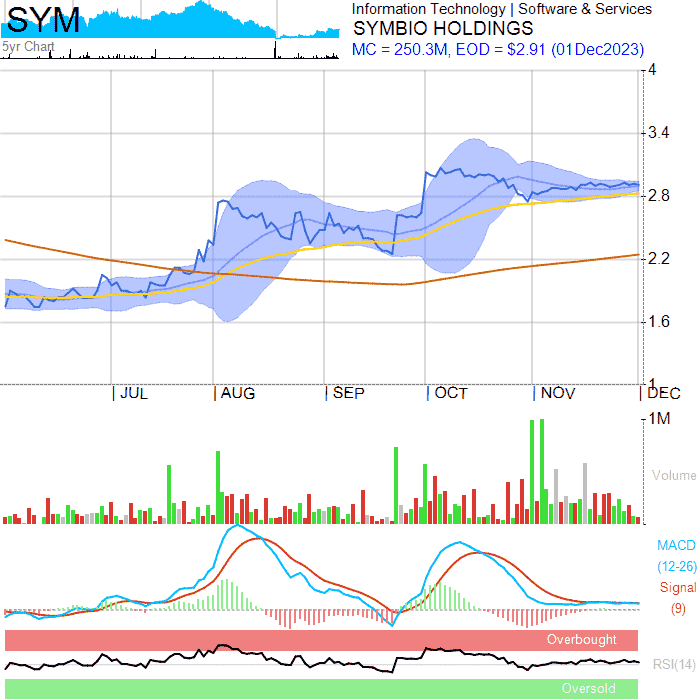 SYM
Information Technology | Software & Services
SYMBIO HOLDINGS
5yr Chart
MC = 250.3M, EOD = $2.91 (01Dec2023)
4
3.4
2.8
2.2
1.6
1
JUL AUG SEP OCT NOV DEC
1M
Volume
MACD
(12-26)
Signal
(9)
Overbought
RSI(14)
Oversold